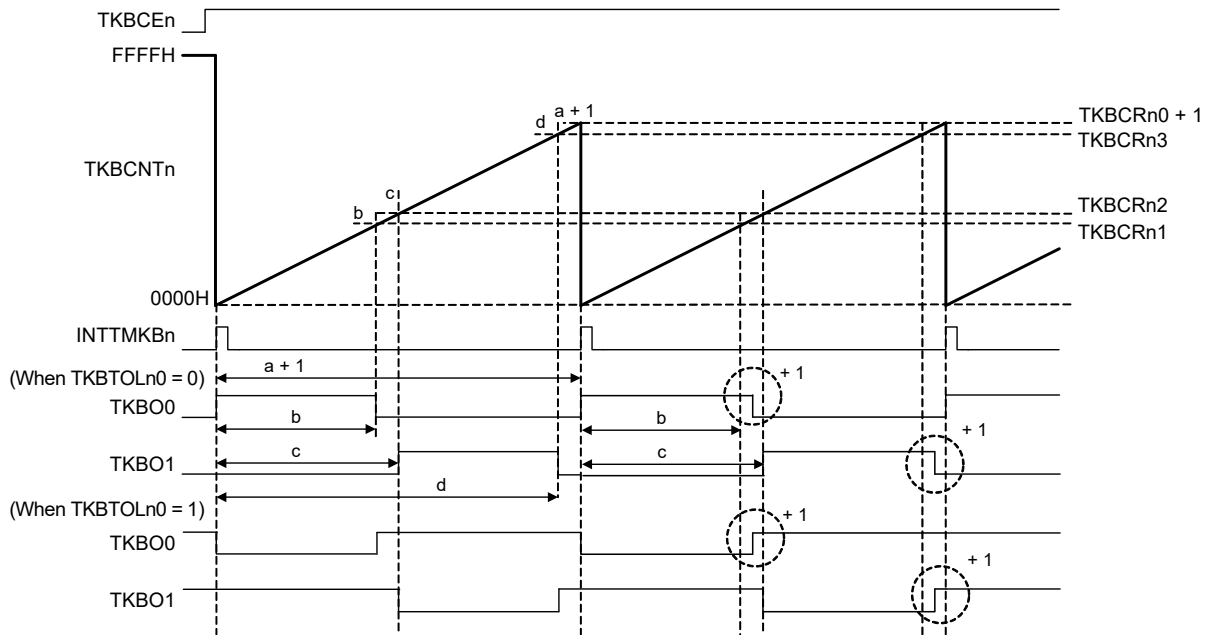 TKBCEn
FFFFH
a + 1
TKBCRn0 + 1
d
TKBCRn3
TKBCNTn
c
b
TKBCRn2
TKBCRn1
0000H
INTTMKBn
(When TKBTOLn0 = 0)
a + 1
+ 1
TKBO0
b
b
+ 1
TKBO1
c
c
d
(When TKBTOLn0 = 1)
+ 1
TKBO0
+ 1
TKBO1